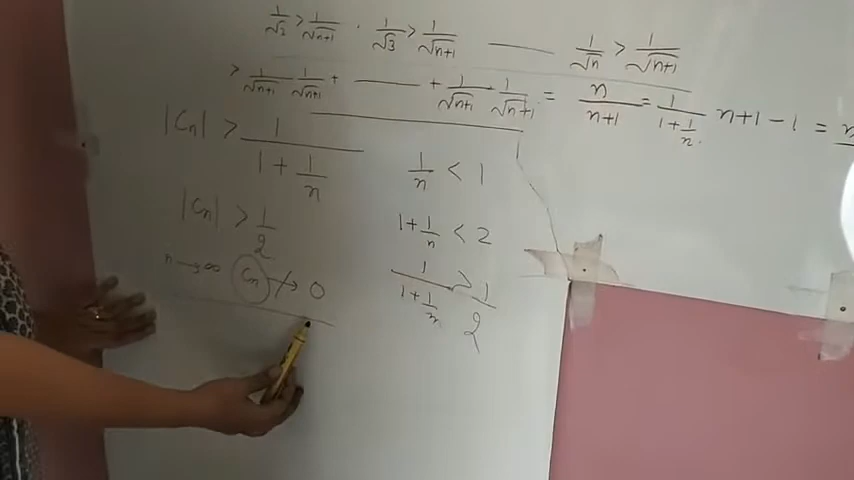 1/√2 > 1/√n+1 . 1/√3 > 1/√n+1 —— 1/√n > 1/√n+1
> 1/√n+1 1/√n+1 + —— + 1/√n+1 1/√n+1 = n/n+1 = 1/1+1/n . n+1-1 =
|Cn| > 1/1+1/n 1/n < 1
|Cn| > 1/2 1+1/n < 2
n→∞ Cn ↛ 0 1/1+1/n > 1/2